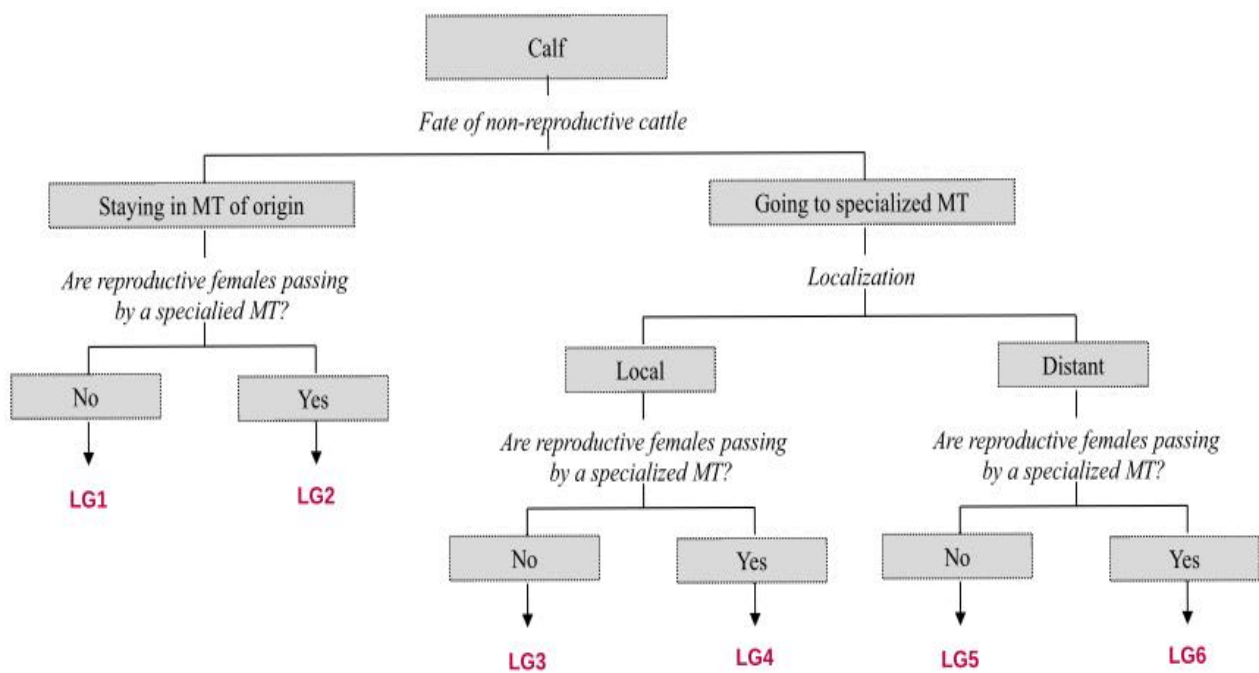 Calf
Fate of non-reproductive cattle
Staying in MT of origin
Going to specialized MT
Are reproductive females passing
by a specialied MT?
Localization
No
Yes
Local
Distant
LG1
LG2
Are reproductive females passing
by a specialized MT?
Are reproductive females passing
by a specialized MT?
No
Yes
No
Yes
LG3
LG4
LG5
LG6